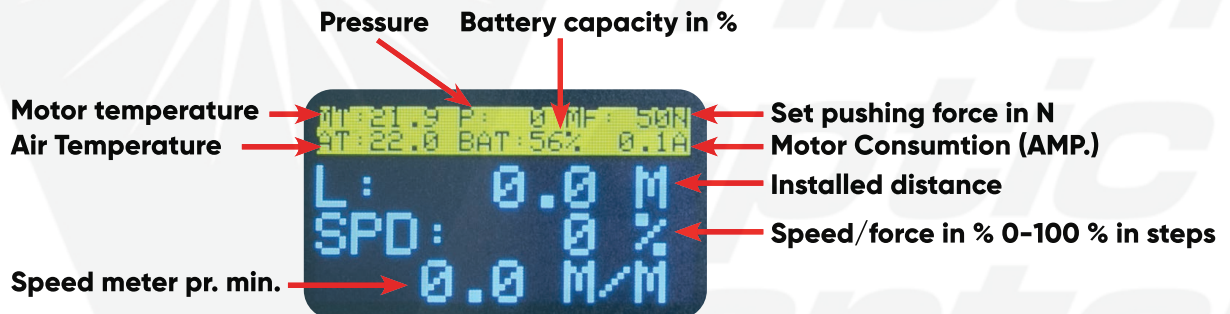 Pressure Battery capacity in %
Motor temperature MT:21.9 P: 0 MF: 50N Set pushing force in N
Air Temperature AT:22.0 BAT:56% 0.1A Motor Consumtion (AMP.)
L: 0.0 M Installed distance
SPD: 0 % Speed/force in % 0-100 % in steps
Speed meter pr. min. 0.0 M/M